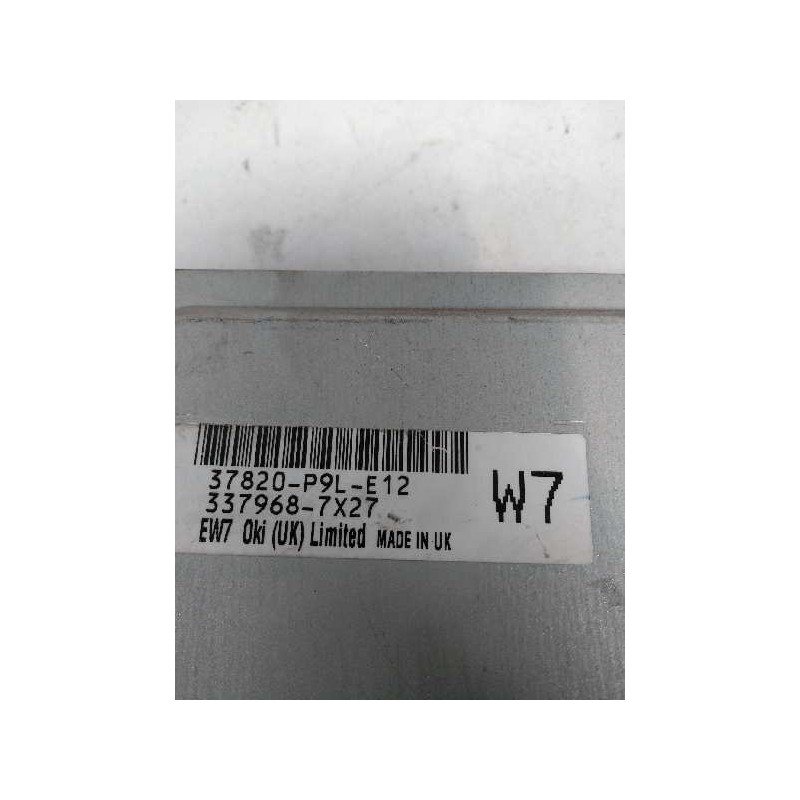 37820-P9L-E12
337968-7X27
W7
EW7 Oki (UK) Limited MADE IN UK